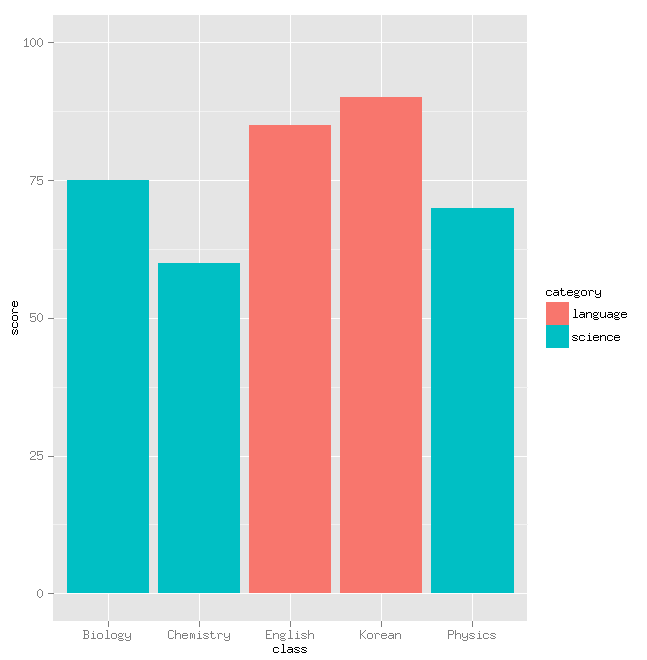 100
75
50
25
0
score
Biology Chemistry English Korean Physics
class
category
language
science